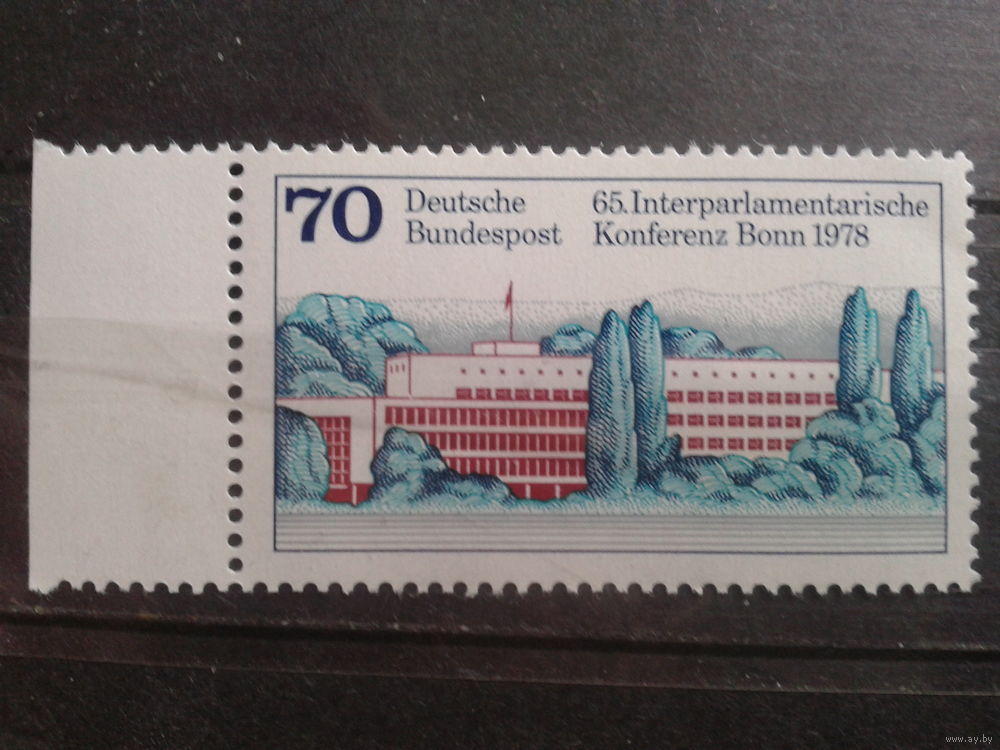 70
Deutsche
Bundespost
65.Interparlamentarische
Konferenz Bonn 1978
www.ay.by